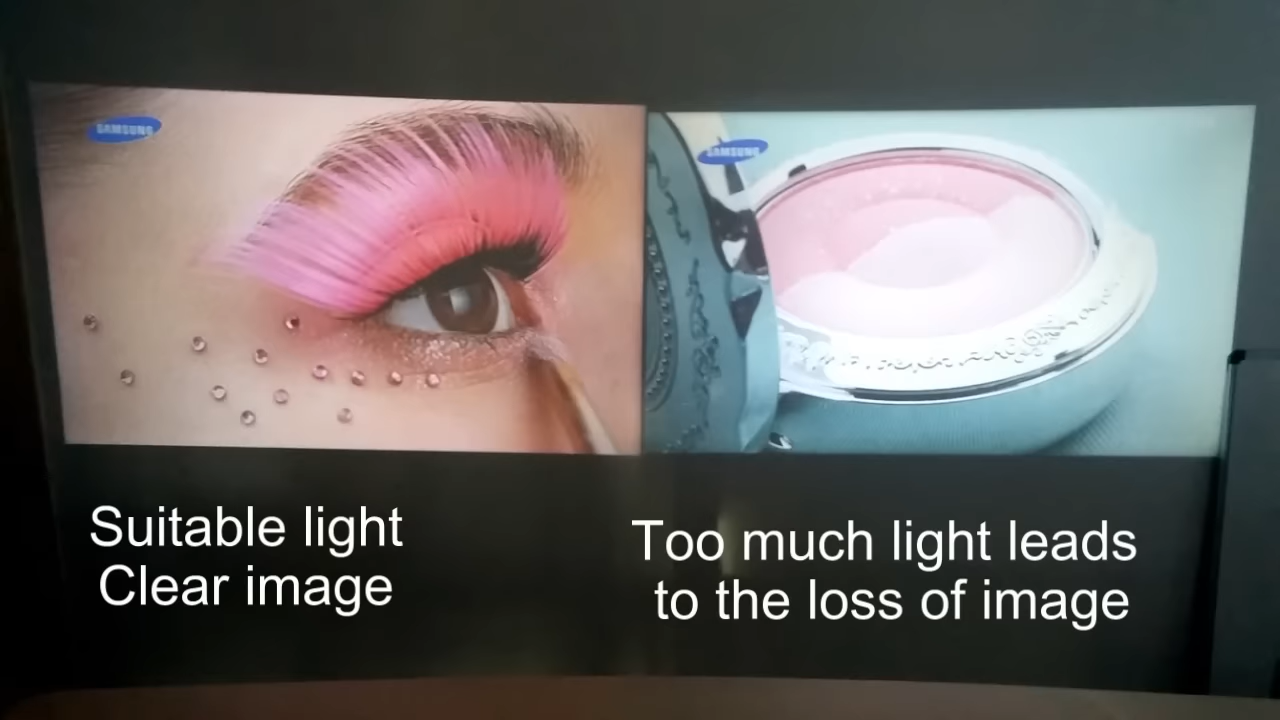 SAMSUNG
SAMSUNG
Suitable light
Clear image
Too much light leads
to the loss of image